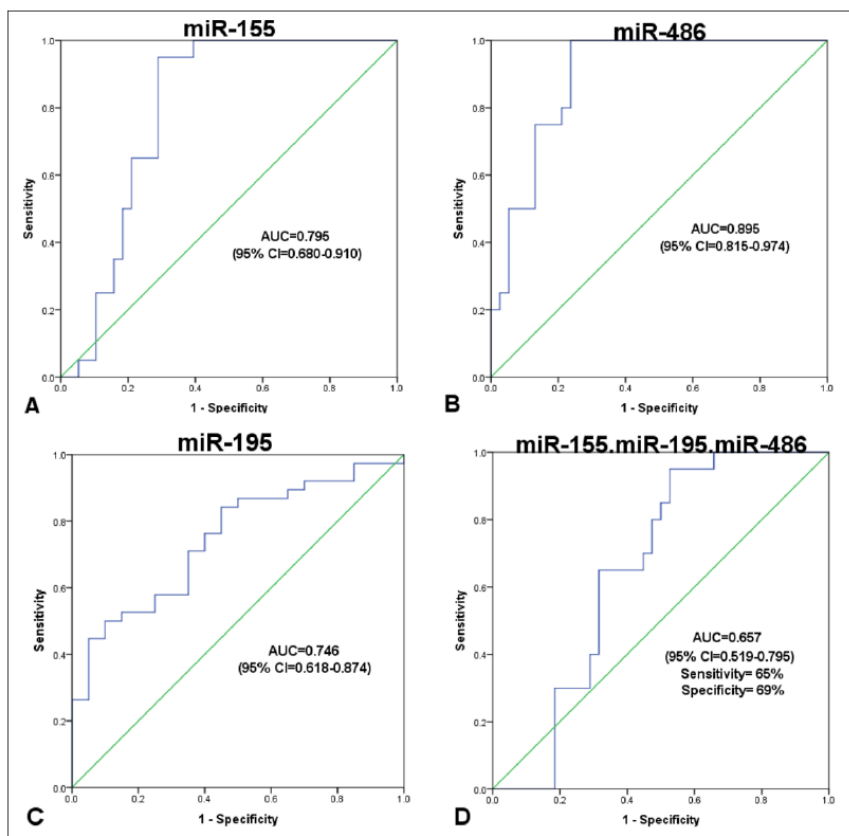 miR-155
1.0
0.8
0.6
0.4
0.2
0.0
Sensitivity
AUC=0.795
(95% CI=0.680-0.910)
0.0 0.2 0.4 0.6 0.8 1.0
1 - Specificity
A
miR-486
1.0
0.8
0.6
0.4
0.2
0.0
Sensitivity
AUC=0.895
(95% CI=0.815-0.974)
0.0 0.2 0.4 0.6 0.8 1.0
1 - Specificity
B
miR-195
1.0
0.8
0.6
0.4
0.2
0.0
Sensitivity
AUC=0.746
(95% CI=0.618-0.874)
0.0 0.2 0.4 0.6 0.8 1.0
1 - Specificity
C
miR-155.miR-195.miR-486
1.0
0.8
0.6
0.4
0.2
0.0
Sensitivity
AUC=0.657
(95% CI=0.519-0.795)
Sensitivity= 65%
Specificity= 69%
0.0 0.2 0.4 0.6 0.8 1.0
1 - Specificity
D